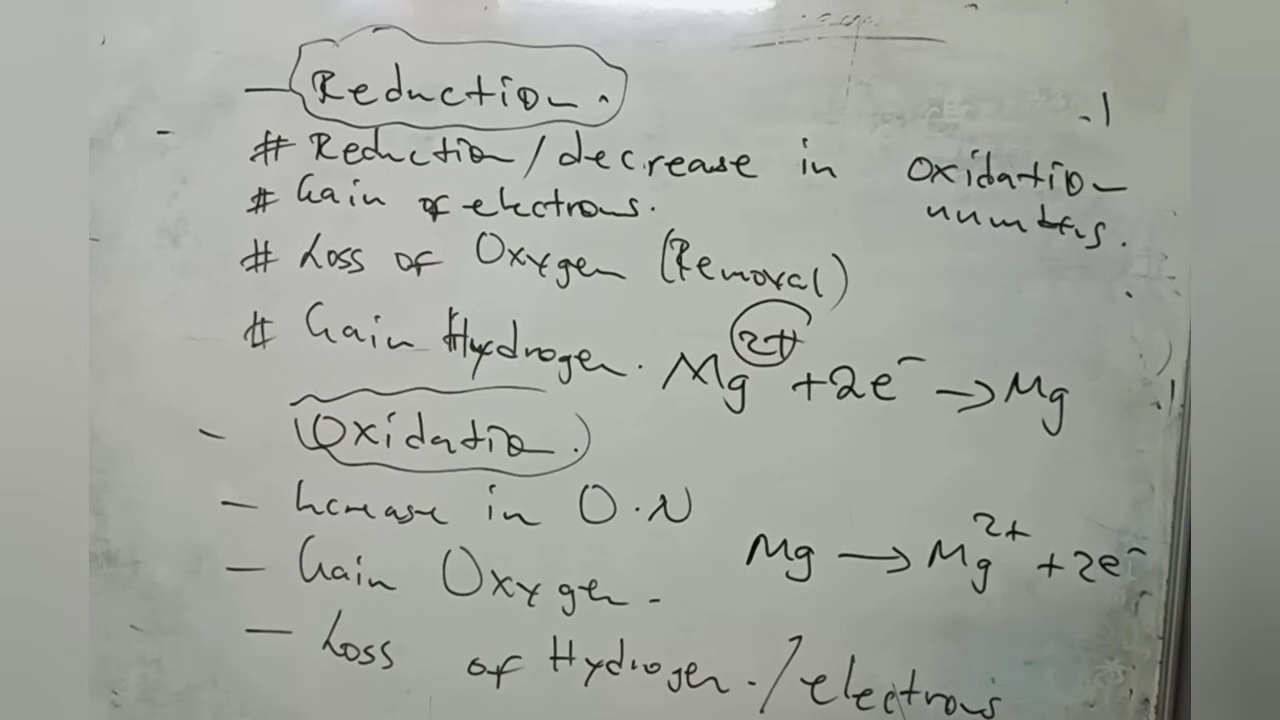 - Reduction.
# Reduction/decrease in oxidation numbers.
# Gain of electrons.
# Loss of Oxygen (Removal)
# Gain Hydrogen.
Mg²⁺ + 2e⁻ → Mg
- Oxidation.
- Increase in O.N
- Gain Oxygen.
Mg → Mg²⁺ + 2e⁻
- Loss of Hydrogen./electrons